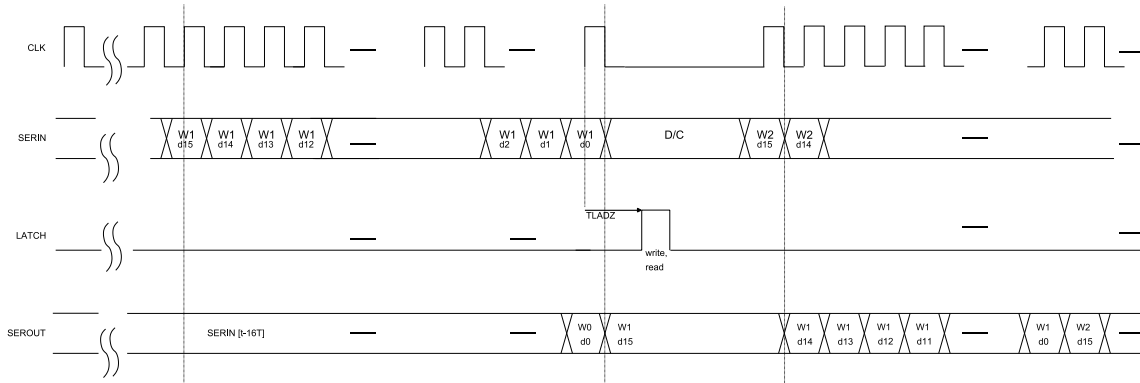 CLK
SERIN
W1 W1 W1 W1 W1 W1 W1 D/C W2 W2
d15 d14 d13 d12 d2 d1 d0 d15 d14
TLADZ
LATCH
write,
read
SEROUT SERIN [t-16T] W0 W1 W1 W1 W1 W1 W1 W2
d0 d15 d14 d13 d12 d11 d0 d15